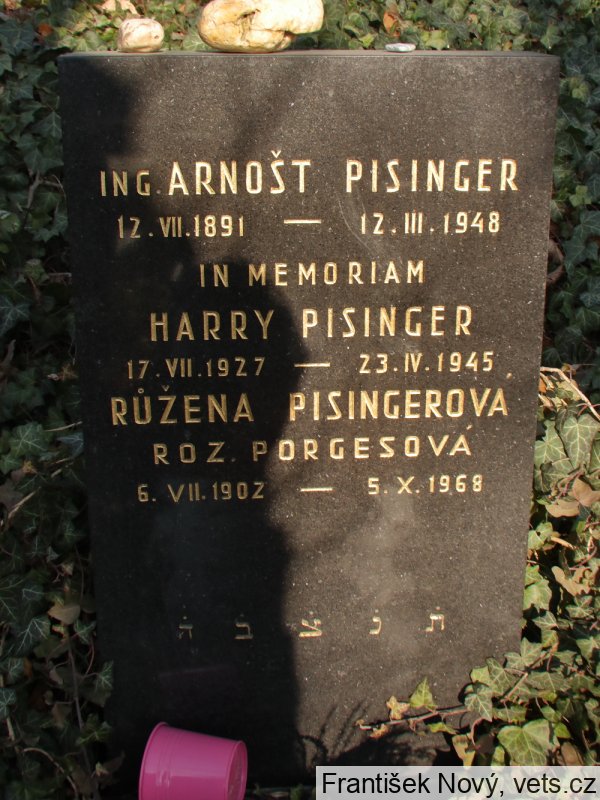 ING. ARNOŠT PISINGER
12. VII. 1891 — 12. III. 1948
IN MEMORIAM
HARRY PISINGER
17. VII. 1927 — 23. IV. 1945
RŮŽENA PISINGEROVÁ
ROZ. PORGESOVÁ
6. VII. 1902 — 5. X. 1968
ת נ צ ב ה
František Nový, vets.cz